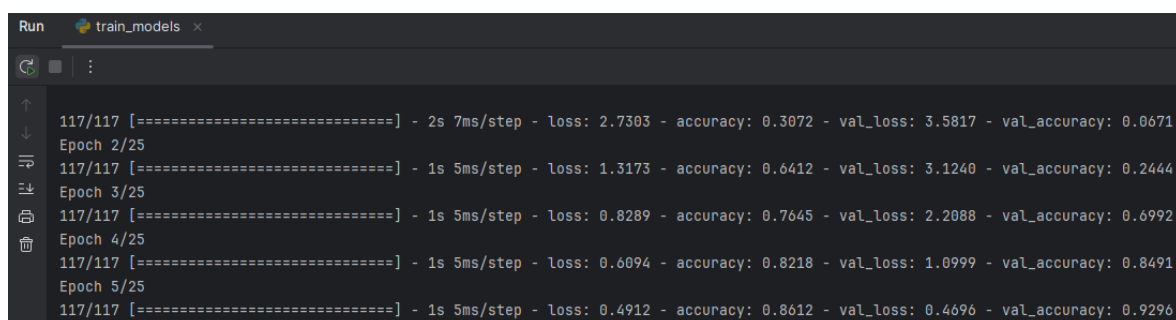 Run train_models ×
117/117 [==============================] - 2s 7ms/step - loss: 2.7303 - accuracy: 0.3072 - val_loss: 3.5817 - val_accuracy: 0.0671
Epoch 2/25
117/117 [==============================] - 1s 5ms/step - loss: 1.3173 - accuracy: 0.6412 - val_loss: 3.1240 - val_accuracy: 0.2444
Epoch 3/25
117/117 [==============================] - 1s 5ms/step - loss: 0.8289 - accuracy: 0.7645 - val_loss: 2.2088 - val_accuracy: 0.6992
Epoch 4/25
117/117 [==============================] - 1s 5ms/step - loss: 0.6094 - accuracy: 0.8218 - val_loss: 1.0999 - val_accuracy: 0.8491
Epoch 5/25
117/117 [==============================] - 1s 5ms/step - loss: 0.4912 - accuracy: 0.8612 - val_loss: 0.4696 - val_accuracy: 0.9296